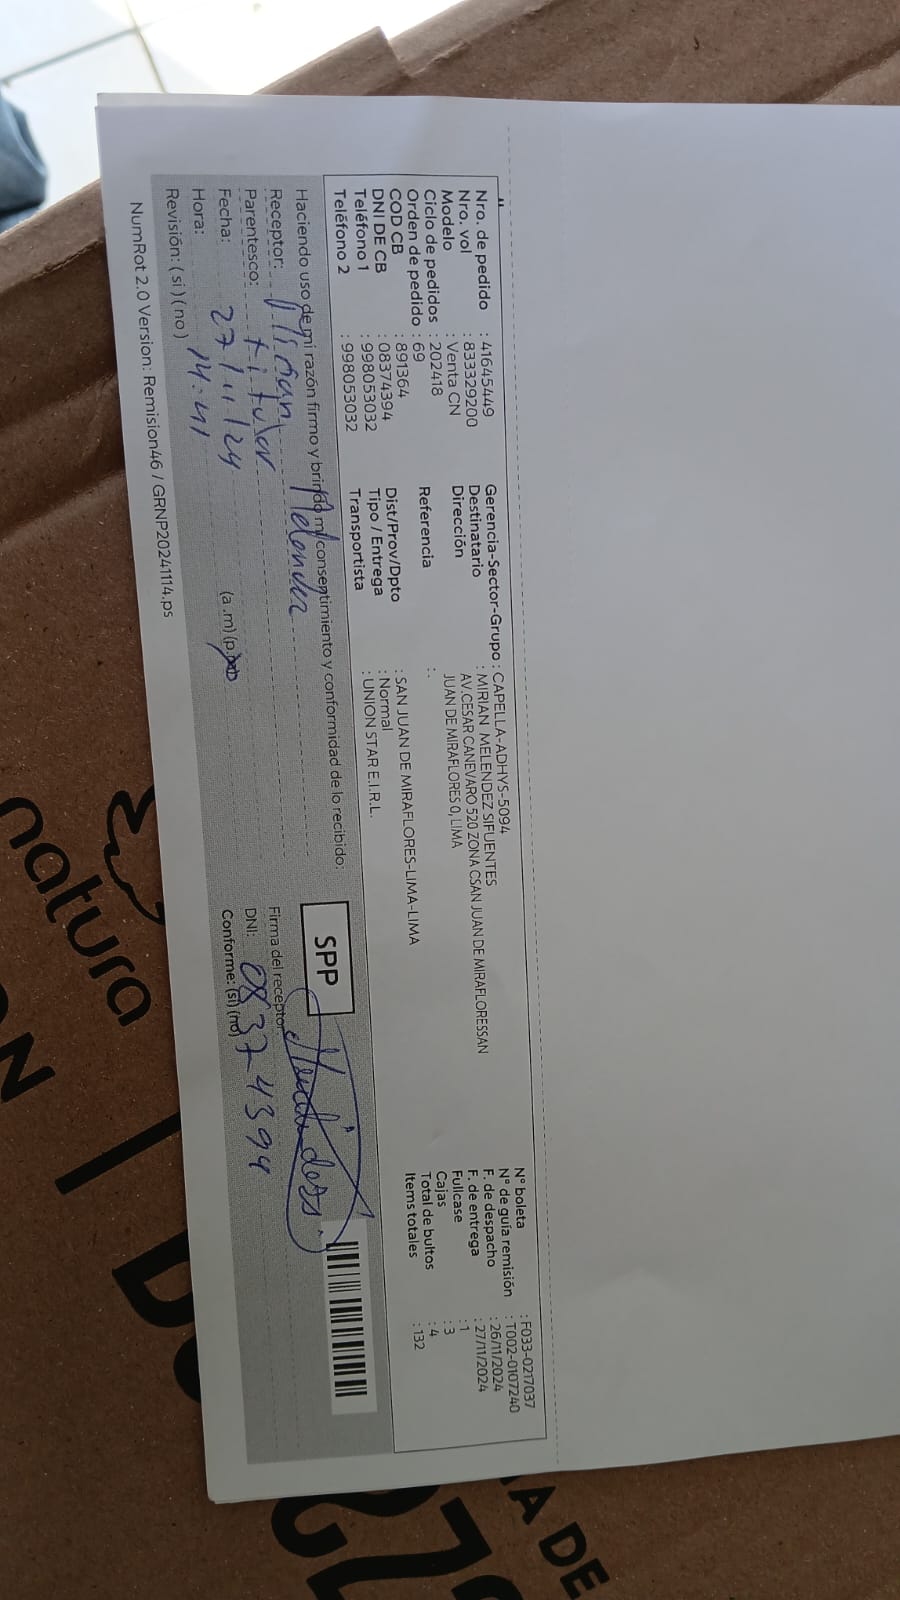 Nro. de pedido : 41645449
Nro. vol : 833329200
Modelo : Venta CN
Ciclo de pedidos : 202418
Orden de pedido : 69
COD CB : 891364
DNI DE CB : 08374394
Teléfono 1 : 998053032
Teléfono 2 : 998053032
Gerencia-Sector-Grupo : CAPELLA-ADHYS-5094
Destinatario : MIRIAN MELENDEZ SIFUENTES
Dirección AV.CESAR CANEVARO 520 ZONA CSAN JUAN DE MIRAFLORESSAN
JUAN DE MIRAFLORES 0, LIMA
Referencia : .
Dist/Prov/Dpto : SAN JUAN DE MIRAFLORES-LIMA-LIMA
Tipo / Entrega : Normal
Transportista : UNION STAR E.I.R.L.
N° boleta : F033-0217037
N° de guía remisión : T002-0107240
F. de despacho : 26/11/2024
F. de entrega : 27/11/2024
Fullcase : 1
Cajas : 3
Total de bultos : 4
Items totales : 132
Haciendo uso de mi razón firmo y brindo mi consentimiento y conformidad de lo recibido:
SPP
Receptor: Mirian Melendez
Firma del receptor:
Parentesco: titular
DNI: 08374394
Fecha: 27/11/24
Conforme: (si) (no)
Hora: 14:41 (a.m) (p.m)
Revisión: ( si ) ( no )
NumRot 2.0 Version: Remision46 / GRNP20241114.ps
natura
A DE